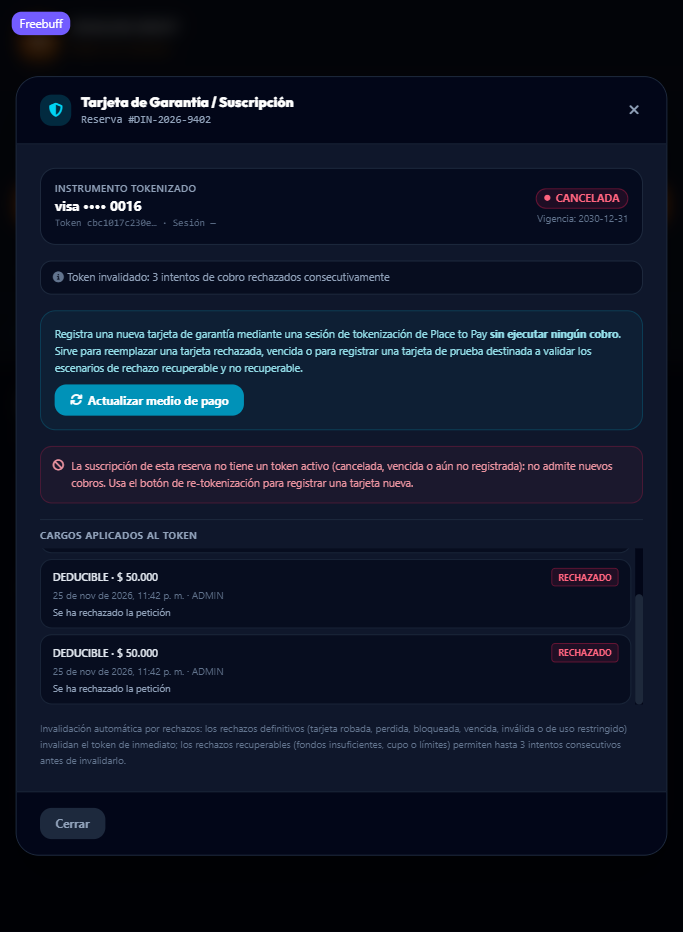 Freebuff
Tarjeta de Garantía / Suscripción
Reserva #DIN-2026-9402
INSTRUMENTO TOKENIZADO
visa •••• 0016
Token cbc1017c230e… · Sesión —
CANCELADA
Vigencia: 2030-12-31
Token invalidado: 3 intentos de cobro rechazados consecutivamente
Registra una nueva tarjeta de garantía mediante una sesión de tokenización de Place to Pay sin ejecutar ningún cobro.
Sirve para reemplazar una tarjeta rechazada, vencida o para registrar una tarjeta de prueba destinada a validar los
escenarios de rechazo recuperable y no recuperable.
Actualizar medio de pago
La suscripción de esta reserva no tiene un token activo (cancelada, vencida o aún no registrada): no admite nuevos
cobros. Usa el botón de re-tokenización para registrar una tarjeta nueva.
CARGOS APLICADOS AL TOKEN
DEDUCIBLE · $ 50.000
RECHAZADO
25 de nov de 2026, 11:42 p. m. · ADMIN
Se ha rechazado la petición
DEDUCIBLE · $ 50.000
RECHAZADO
25 de nov de 2026, 11:42 p. m. · ADMIN
Se ha rechazado la petición
Invalidación automática por rechazos: los rechazos definitivos (tarjeta robada, perdida, bloqueada, vencida, inválida o de uso restringido)
invalidan el token de inmediato; los rechazos recuperables (fondos insuficientes, cupo o límites) permiten hasta 3 intentos consecutivos
antes de invalidarlo.
Cerrar